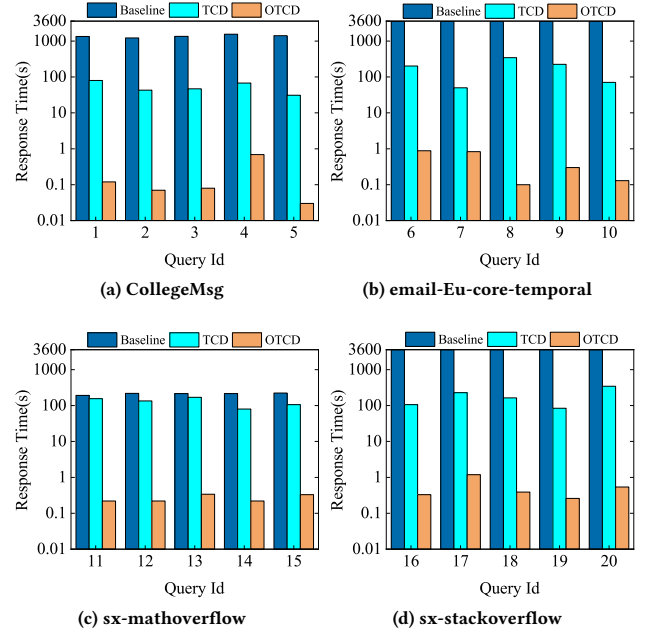 Baseline TCD OTCD
3600
1000
100
10
1
0.1
0.01
Response Time(s)
1 2 3 4 5
Query Id
(a) CollegeMsg
Baseline TCD OTCD
3600
1000
100
10
1
0.1
0.01
Response Time(s)
6 7 8 9 10
Query Id
(b) email-Eu-core-temporal
Baseline TCD OTCD
3600
1000
100
10
1
0.1
0.01
Response Time(s)
11 12 13 14 15
Query Id
(c) sx-mathoverflow
Baseline TCD OTCD
3600
1000
100
10
1
0.1
0.01
Response Time(s)
16 17 18 19 20
Query Id
(d) sx-stackoverflow